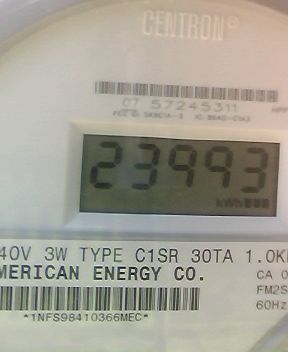 CENTRON®
07 57245311
23993
kWh
40V 3W TYPE C1SR 30TA 1.0K
MERICAN ENERGY CO.
CA 0
FM2S
60Hz
*1NFS98410366MEC*